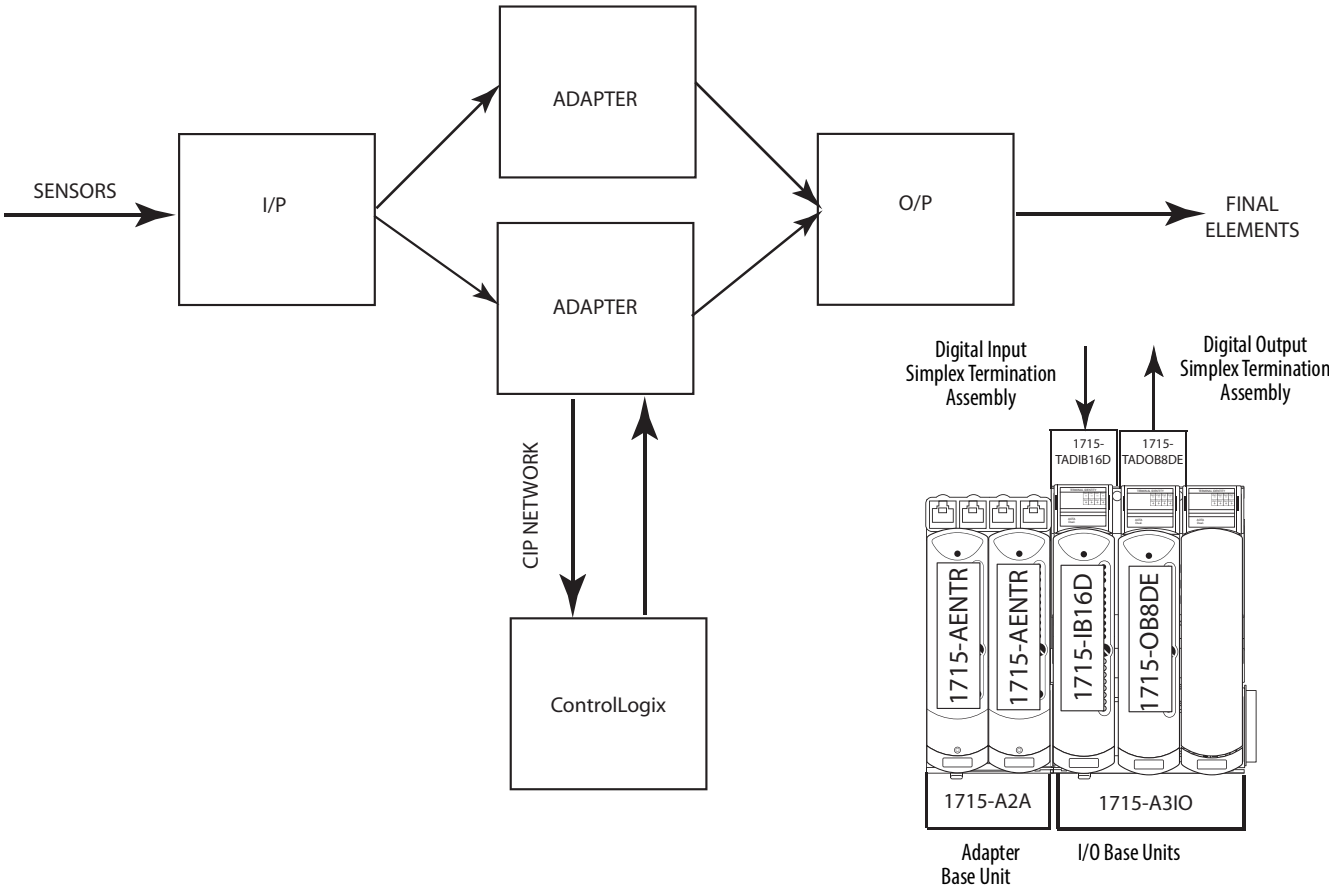 ADAPTER
SENSORS
I/P
O/P
FINAL
ELEMENTS
ADAPTER
CIP NETWORK
ControlLogix
Digital Input
Simplex Termination
Assembly
Digital Output
Simplex Termination
Assembly
1715-
TADIB16D
1715-
TADOB8DE
1715-AENTR
1715-AENTR
1715-IB16D
1715-OB8DE
1715-A2A
1715-A3IO
Adapter
Base Unit
I/O Base Units